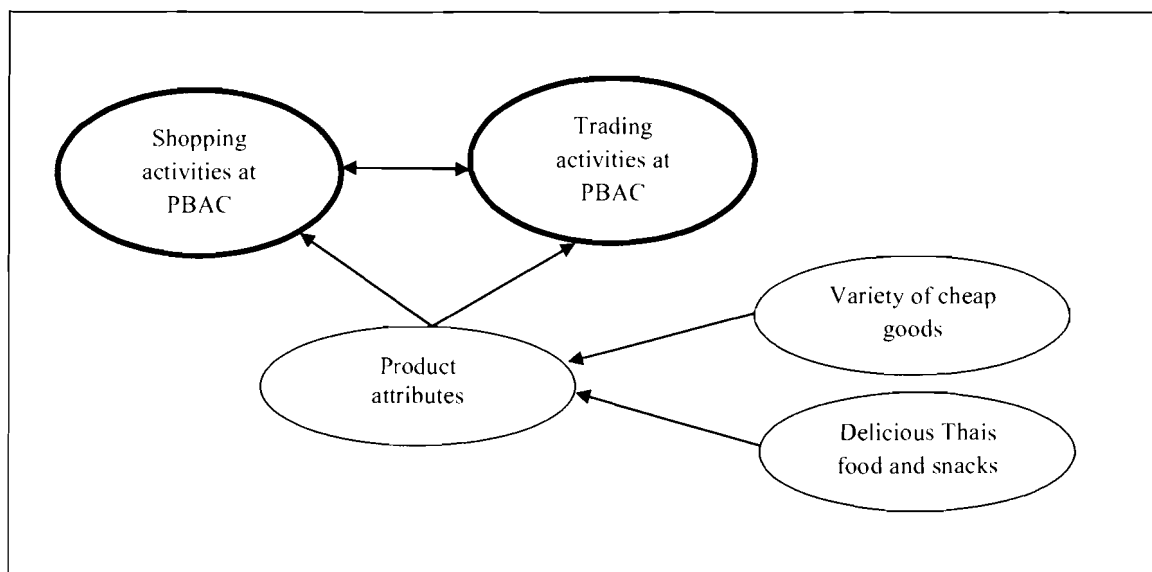 Shopping
activities at
PBAC
Trading
activities at
PBAC
Variety of cheap
goods
Product
attributes
Delicious Thais
food and snacks